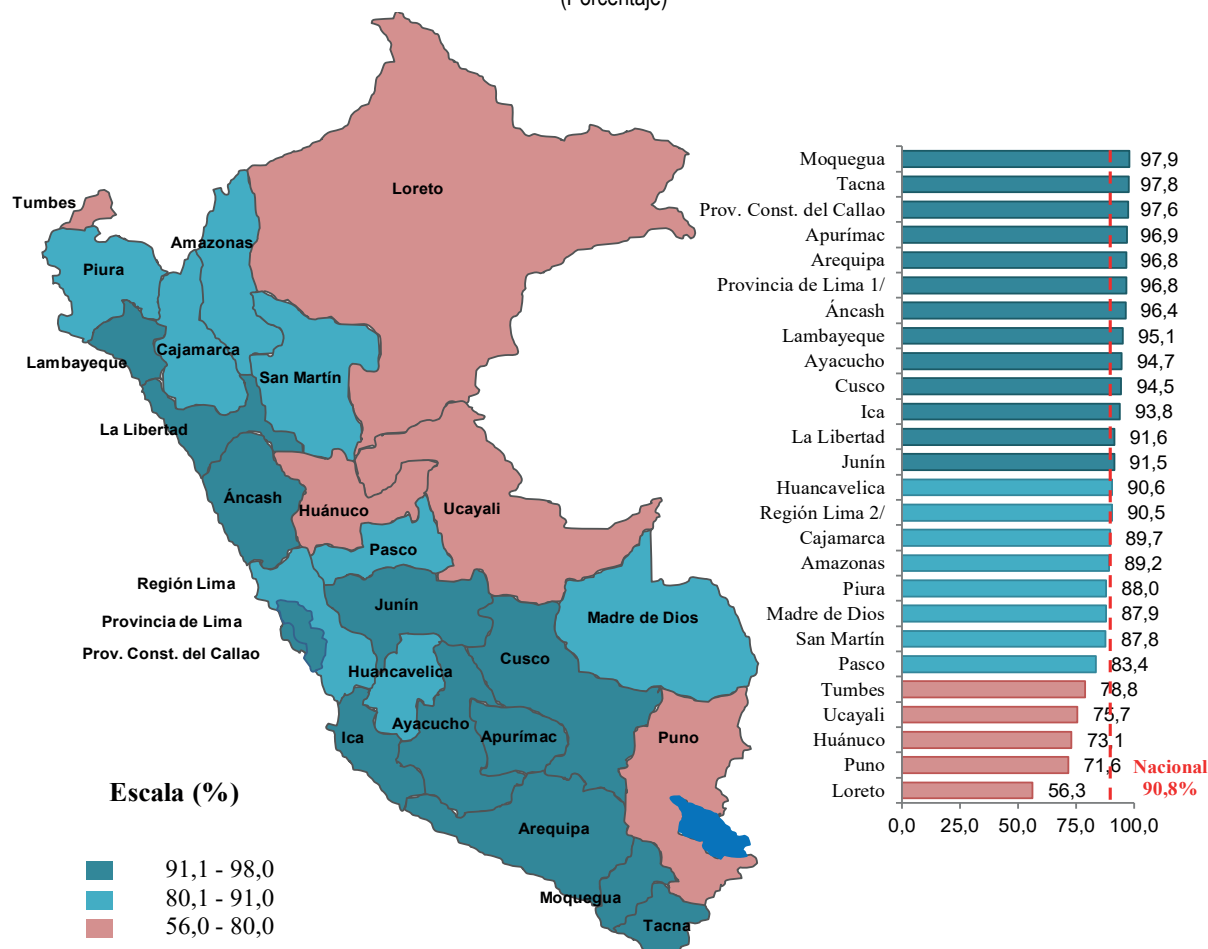 (Porcentaje)
Loreto
Tumbes
Amazonas
Piura
Cajamarca
Lambayeque
San Martín
La Libertad
Áncash
Huánuco
Ucayali
Pasco
Región Lima
Junín
Provincia de Lima
Madre de Dios
Prov. Const. del Callao
Cusco
Huancavelica
Ayacucho
Ica
Apurímac
Puno
Arequipa
Moquegua
Tacna
Escala (%)
91,1 - 98,0
80,1 - 91,0
56,0 - 80,0
Moquegua 97,9
Tacna 97,8
Prov. Const. del Callao 97,6
Apurímac 96,9
Arequipa 96,8
Provincia de Lima 1/ 96,8
Áncash 96,4
Lambayeque 95,1
Ayacucho 94,7
Cusco 94,5
Ica 93,8
La Libertad 91,6
Junín 91,5
Huancavelica 90,6
Región Lima 2/ 90,5
Cajamarca 89,7
Amazonas 89,2
Piura 88,0
Madre de Dios 87,9
San Martín 87,8
Pasco 83,4
Tumbes 78,8
Ucayali 75,7
Huánuco 73,1
Puno 71,6
Loreto 56,3
Nacional
90,8%
0,0 25,0 50,0 75,0 100,0